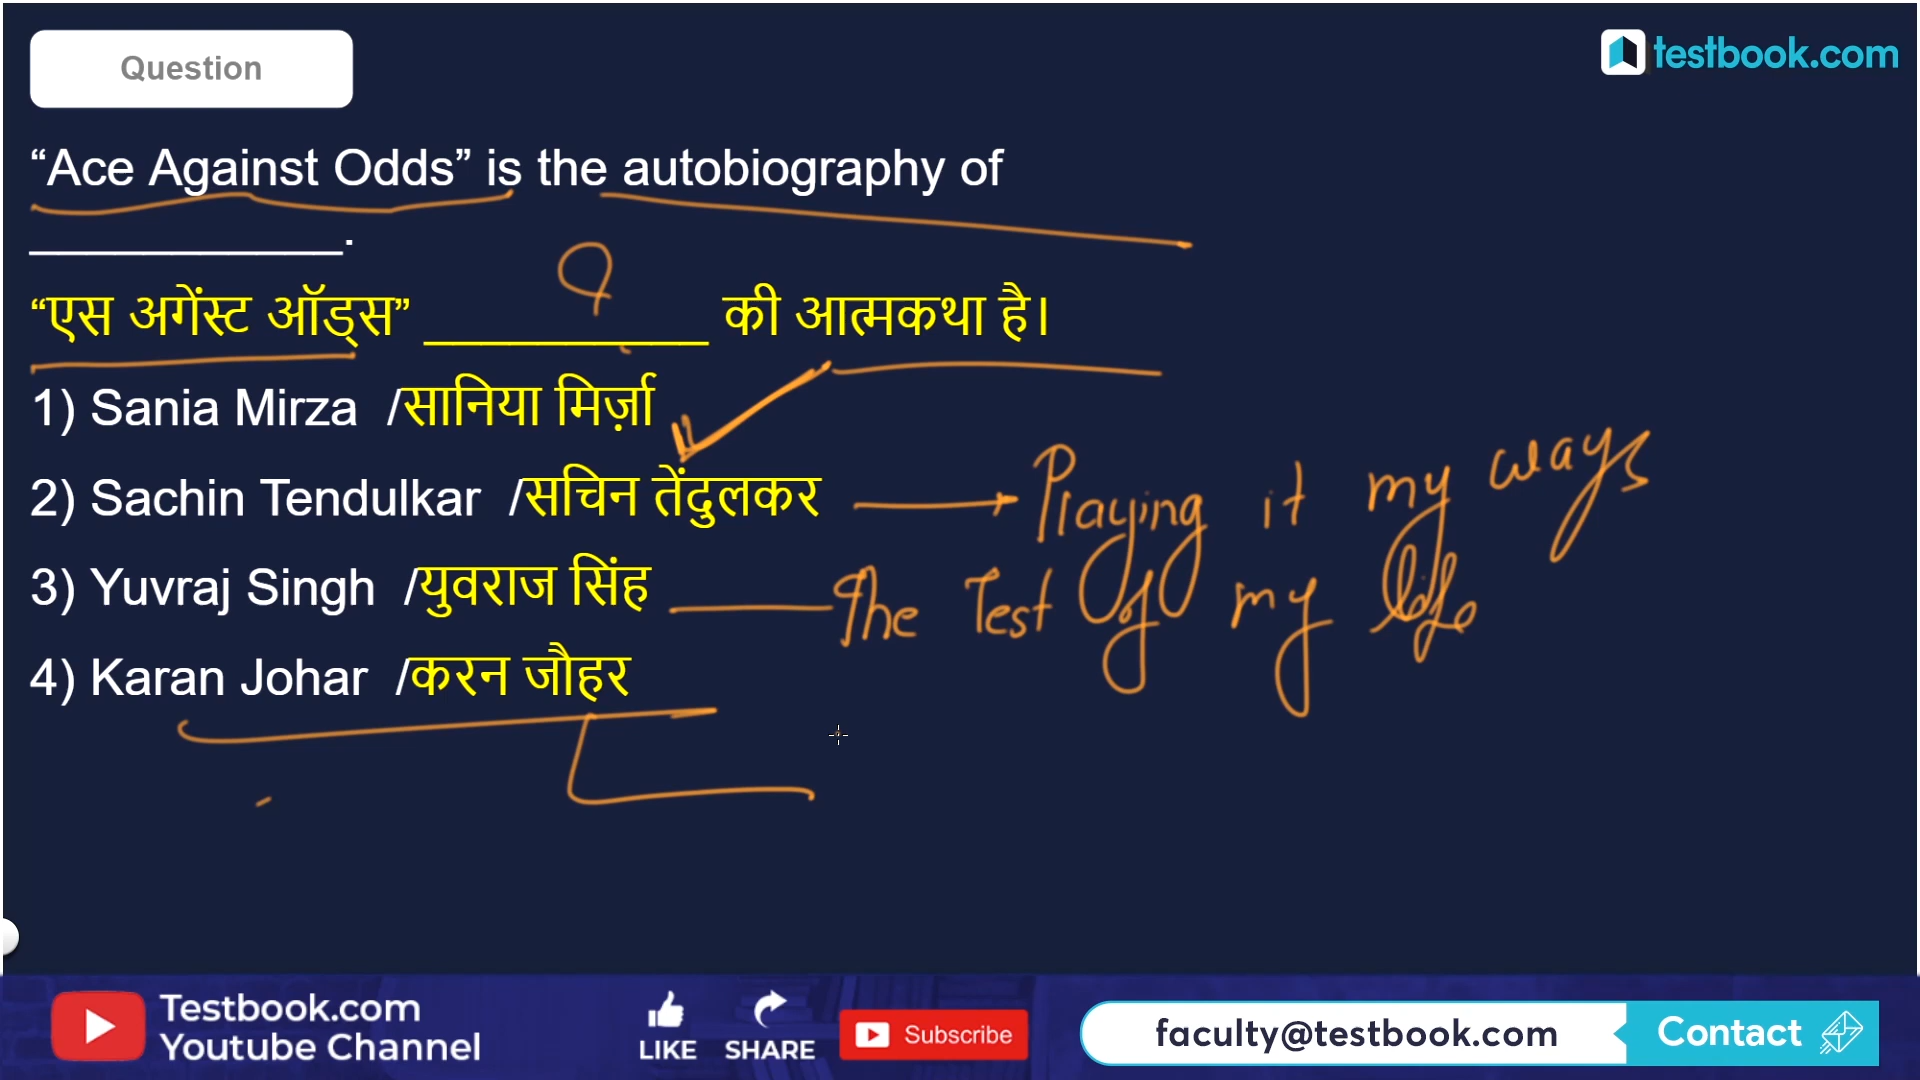 Question
testbook.com
“Ace Against Odds” is the autobiography of
___________.
“एस अगेंस्ट ऑड्स” __________ की आत्मकथा है।
1) Sania Mirza /सानिया मिर्ज़ा
2) Sachin Tendulkar /सचिन तेंदुलकर
Playing it my ways
3) Yuvraj Singh /युवराज सिंह
The Test of my life
4) Karan Johar /करन जौहर
Testbook.com
Youtube Channel
LIKE
SHARE
Subscribe
faculty@testbook.com
Contact